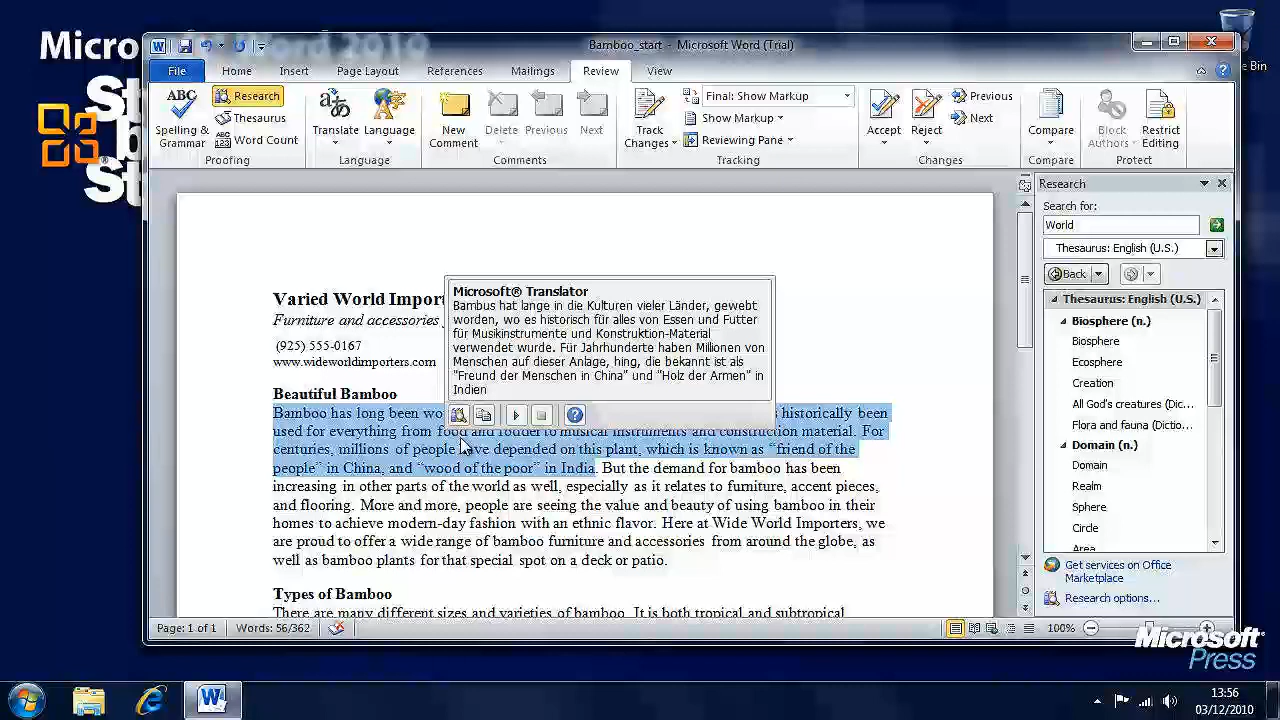 Microsoft Word 2010
St
b
St
®
Bamboo_start - Microsoft Word (Trial)
File Home Insert Page Layout References Mailings Review View
ABC Spelling & Grammar
Research
Thesaurus
ABC 123 Word Count
Proofing
Translate
Language
Language
New Comment
Delete
Previous
Next
Comments
Track Changes
Final: Show Markup
Show Markup
Reviewing Pane
Tracking
Accept
Reject
Previous
Next
Changes
Compare
Compare
Block Authors
Restrict Editing
Protect
e Bin
Varied World Import
Furniture and accessories
(925) 555-0167
www.wideworldimporters.com
Microsoft® Translator
Bambus hat lange in die Kulturen vieler Länder, gewebt
worden, wo es historisch für alles von Essen und Futter
für Musikinstrumente und Konstruktion-Material
verwendet wurde. Für Jahrhunderte haben Millionen von
Menschen auf dieser Anlage, hing, die bekannt ist als
"Freund der Menschen in China" und "Holz der Armen" in
Indien
Beautiful Bamboo
Bamboo has long been wo historically been
used for everything from food and fodder to musical instruments and construction material. For
centuries, millions of people have depended on this plant, which is known as “friend of the
people” in China, and “wood of the poor” in India. But the demand for bamboo has been
increasing in other parts of the world as well, especially as it relates to furniture, accent pieces,
and flooring. More and more, people are seeing the value and beauty of using bamboo in their
homes to achieve modern-day fashion with an ethnic flavor. Here at Wide World Importers, we
are proud to offer a wide range of bamboo furniture and accessories from around the globe, as
well as bamboo plants for that special spot on a deck or patio.
Types of Bamboo
There are many different sizes and varieties of bamboo. It is both tropical and subtropical
Research
Search for:
World
Thesaurus: English (U.S.)
Back
Thesaurus: English (U.S.)
Biosphere (n.)
Biosphere
Ecosphere
Creation
All God's creatures (Dic...
Flora and fauna (Dictio...
Domain (n.)
Domain
Realm
Sphere
Circle
Area
Get services on Office
Marketplace
Research options...
Page: 1 of 1 Words: 56/362
100%
Microsoft®
Press
13:56
03/12/2010